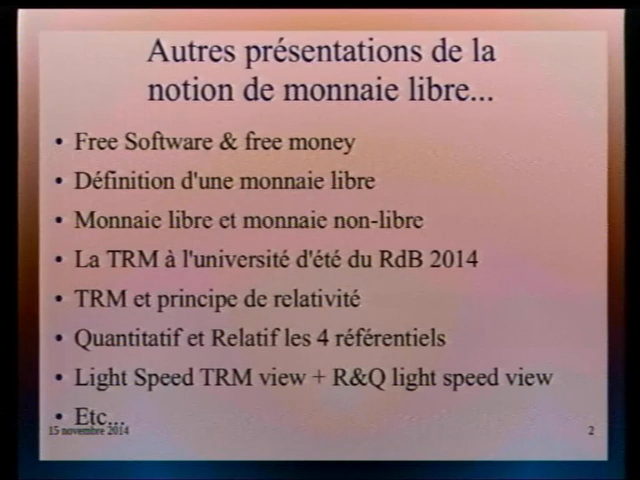 Autres présentations de la
notion de monnaie libre...
• Free Software & free money
• Définition d'une monnaie libre
• Monnaie libre et monnaie non-libre
• La TRM à l'université d'été du RdB 2014
• TRM et principe de relativité
• Quantitatif et Relatif les 4 référentiels
• Light Speed TRM view + R&Q light speed view
• Etc...
15 novembre 2014
2